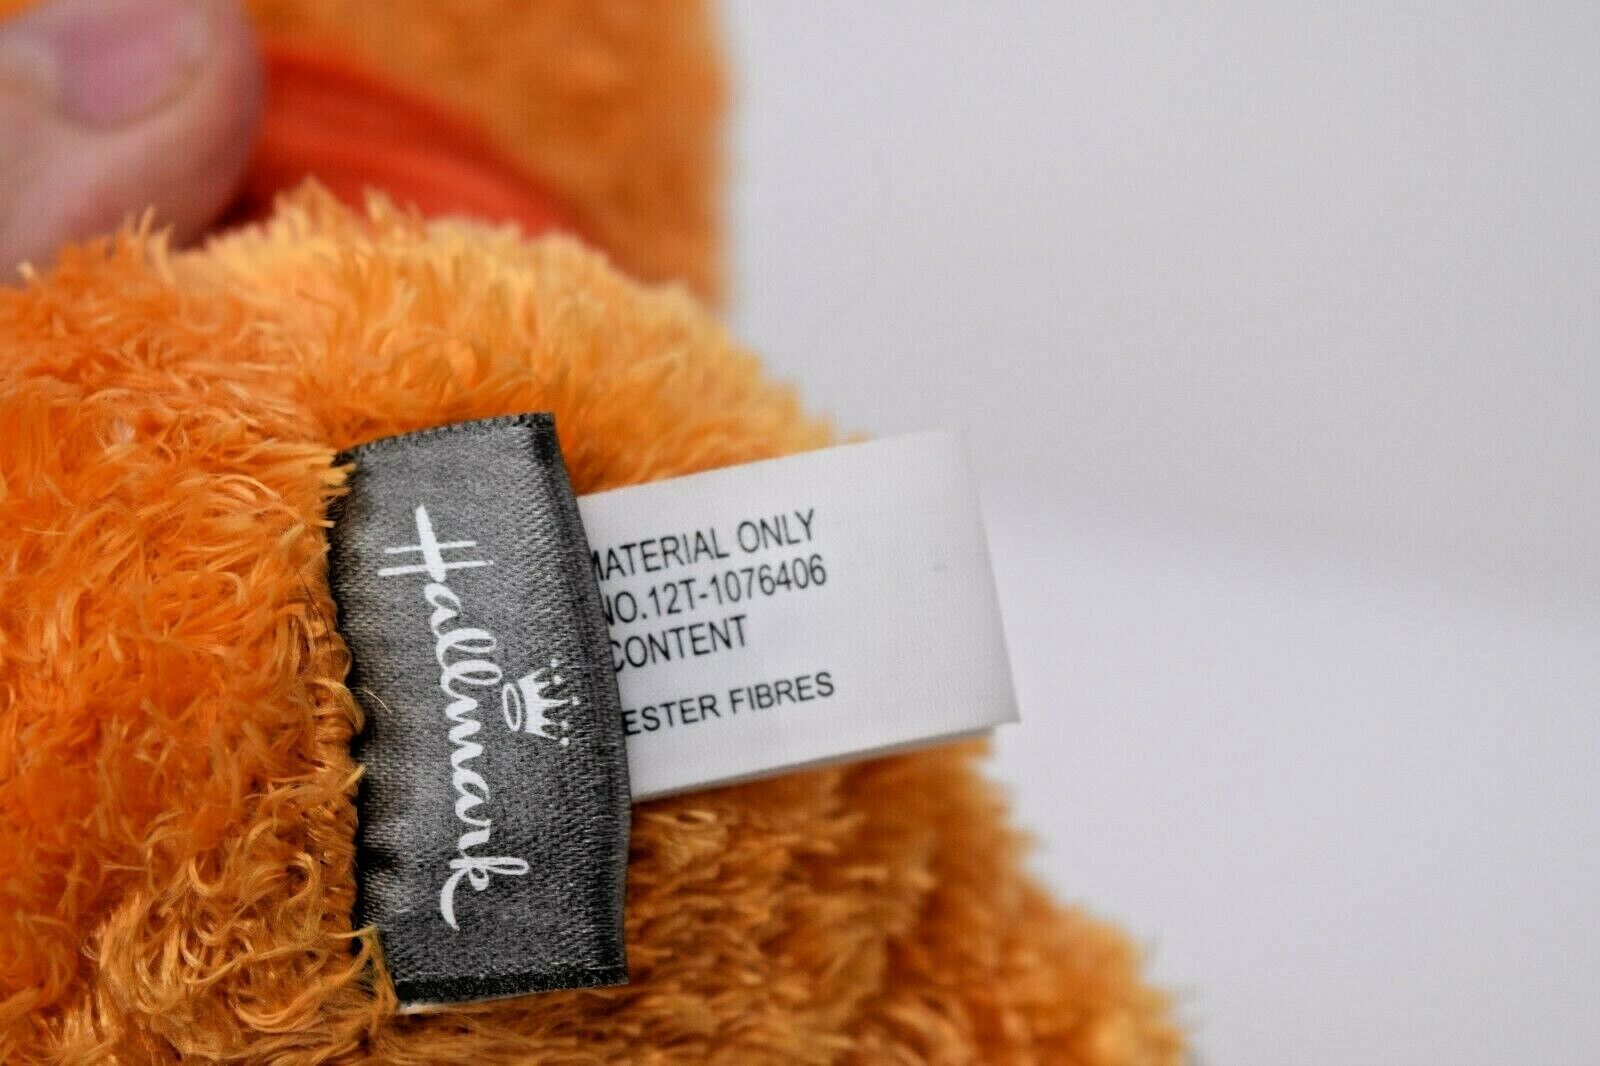 Hallmark
MATERIAL ONLY
NO.12T-1076406
CONTENT
ESTER FIBRES